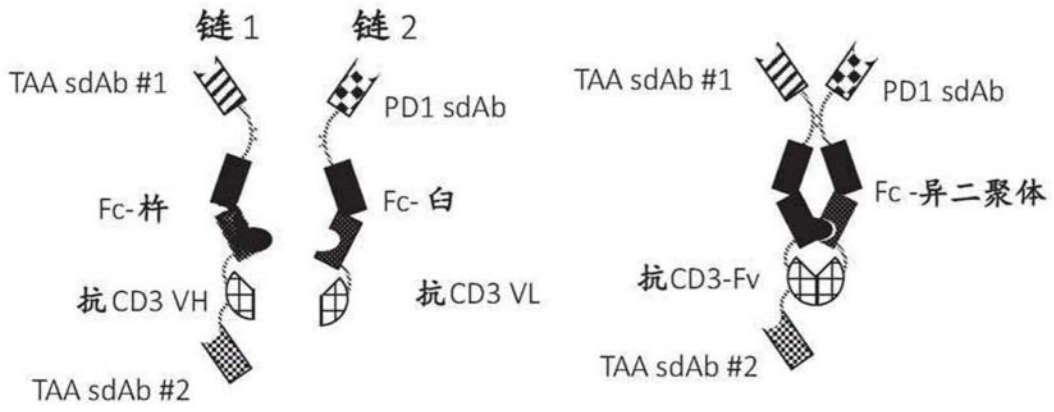 链 1
链 2
TAA sdAb #1
PD1 sdAb
Fc-杵
Fc-臼
抗CD3 VH
抗CD3 VL
TAA sdAb #2
TAA sdAb #1
PD1 sdAb
Fc -异二聚体
抗CD3-Fv
TAA sdAb #2